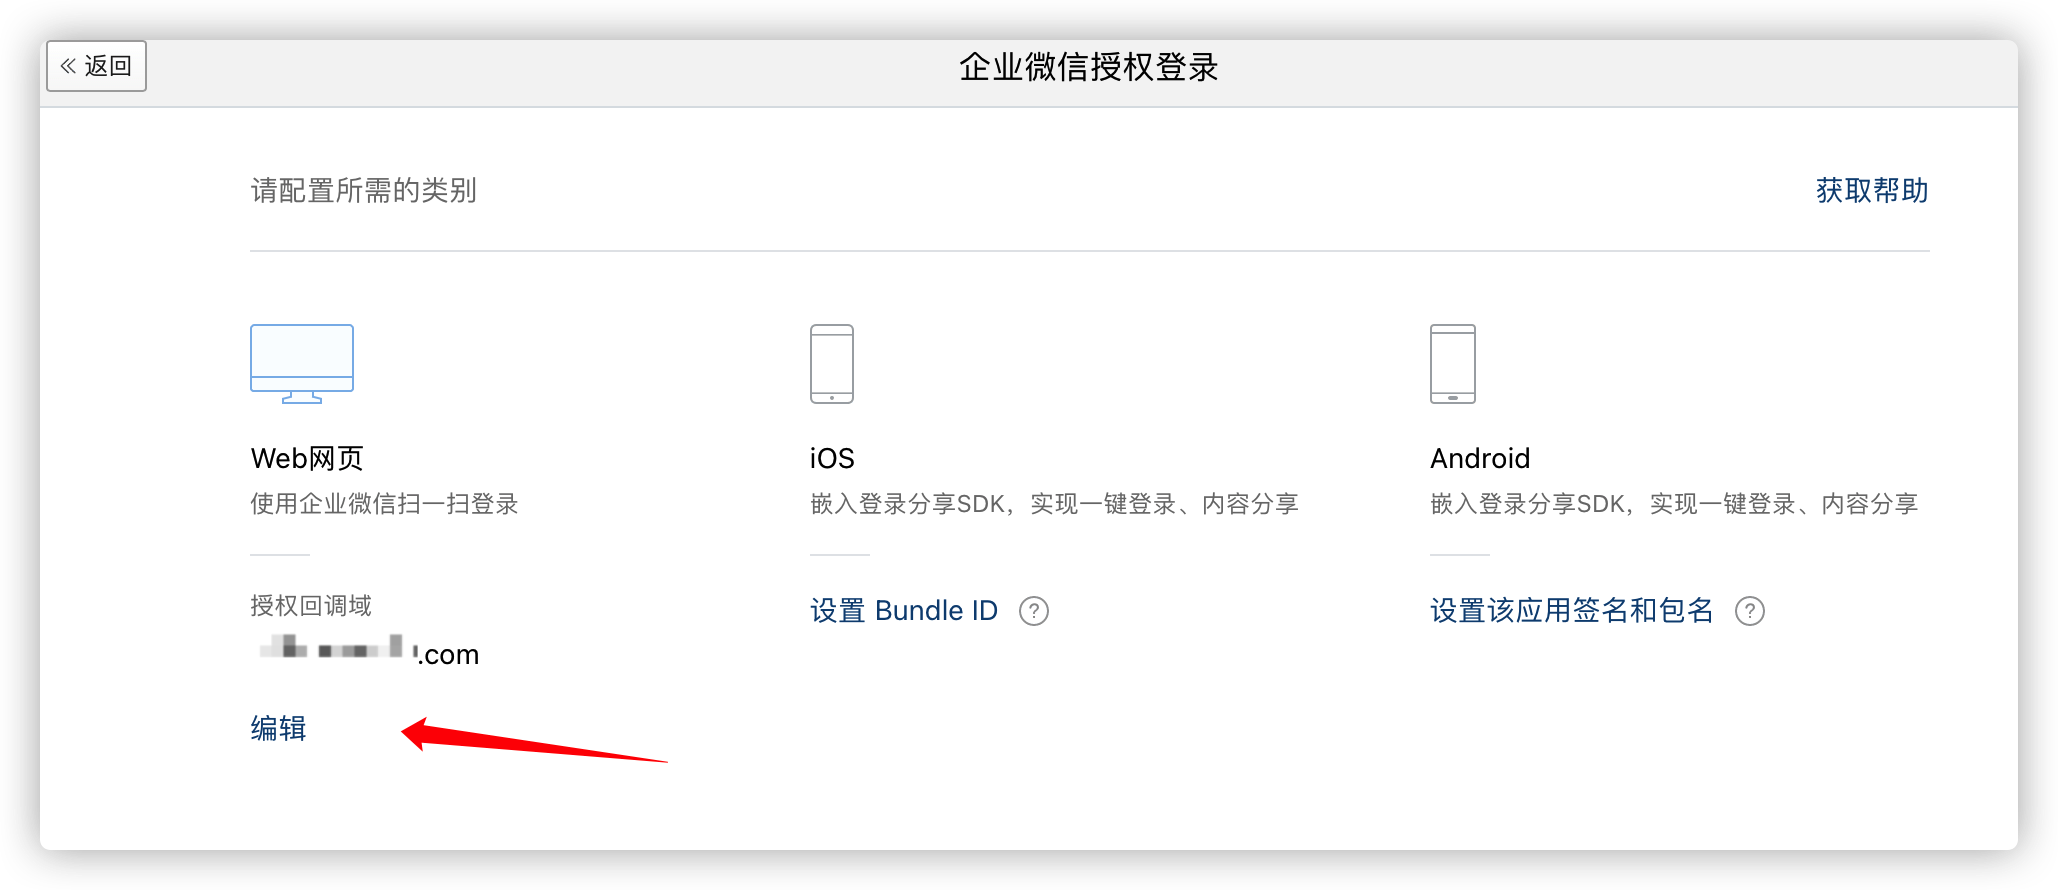 « 返回
企业微信授权登录
请配置所需的类别
获取帮助
Web网页
使用企业微信扫一扫登录
授权回调域
.com
编辑
iOS
嵌入登录分享SDK，实现一键登录、内容分享
设置 Bundle ID ?
Android
嵌入登录分享SDK，实现一键登录、内容分享
设置该应用签名和包名 ?